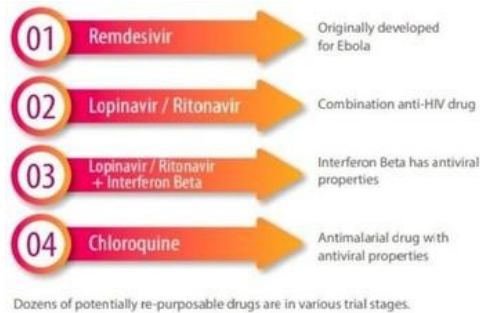 01 Remdesivir
Originally developed
for Ebola
02 Lopinavir / Ritonavir
Combination anti-HIV drug
03 Lopinavir / Ritonavir
+ Interferon Beta
Interferon Beta has antiviral
properties
04 Chloroquine
Antimalarial drug with
antiviral properties
Dozens of potentially re-purposable drugs are in various trial stages.